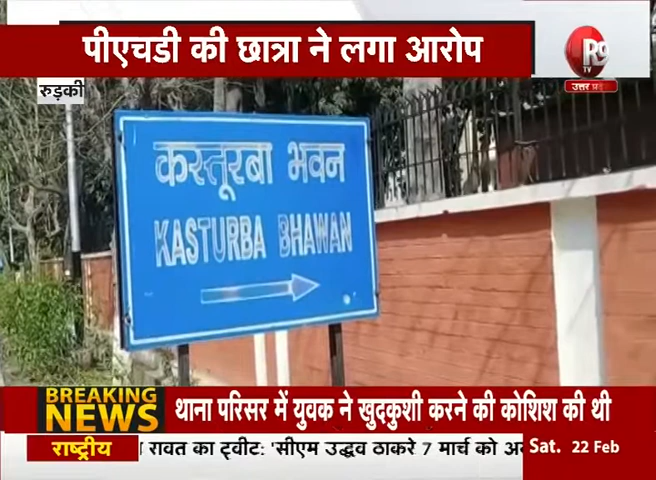 पीएचडी की छात्रा ने लगा आरोप
R9
TV
उत्तर
रुड़की
कस्तूरबा भवन
KASTURBA BHAWAN
BREAKING
NEWS
थाना परिसर में युवक ने खुदकुशी करने की कोशिश की थी
राष्ट्रीय
रावत का ट्वीट: 'सीएम उद्धव ठाकरे 7 मार्च को
Sat. 22 Feb